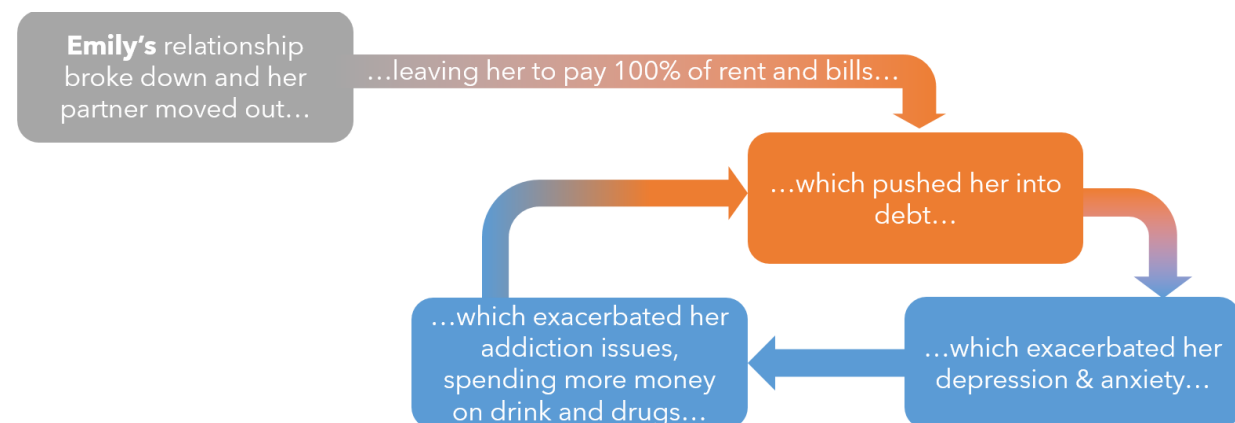 Emily’s relationship
broke down and her
partner moved out…
…leaving her to pay 100% of rent and bills…
…which pushed her into
debt…
…which exacerbated her
depression & anxiety…
…which exacerbated her
addiction issues,
spending more money
on drink and drugs…